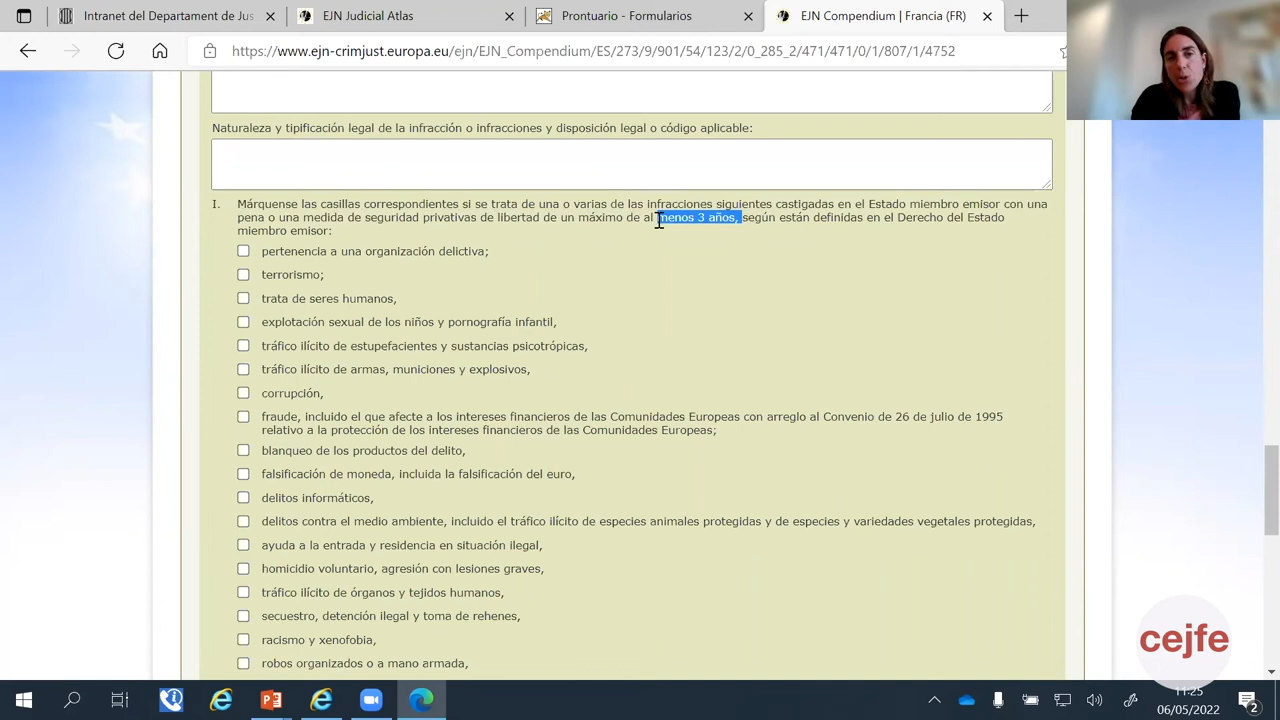 Intranet del Departament de Jus
EJN Judicial Atlas
Prontuario - Formularios
EJN Compendium | Francia (FR)
https://www.ejn-crimjust.europa.eu/ejn/EJN_Compendium/ES/273/9/901/54/123/2/0_285_2/471/471/0/1/807/1/4752
Naturaleza y tipificación legal de la infracción o infracciones y disposición legal o código aplicable:
I. Márquense las casillas correspondientes si se trata de una o varias de las infracciones siguientes castigadas en el Estado miembro emisor con una
pena o una medida de seguridad privativas de libertad de un máximo de al menos 3 años, según están definidas en el Derecho del Estado
miembro emisor:
pertenencia a una organización delictiva;
terrorismo;
trata de seres humanos,
explotación sexual de los niños y pornografía infantil,
tráfico ilícito de estupefacientes y sustancias psicotrópicas,
tráfico ilícito de armas, municiones y explosivos,
corrupción,
fraude, incluido el que afecte a los intereses financieros de las Comunidades Europeas con arreglo al Convenio de 26 de julio de 1995
relativo a la protección de los intereses financieros de las Comunidades Europeas;
blanqueo de los productos del delito,
falsificación de moneda, incluida la falsificación del euro,
delitos informáticos,
delitos contra el medio ambiente, incluido el tráfico ilícito de especies animales protegidas y de especies y variedades vegetales protegidas,
ayuda a la entrada y residencia en situación ilegal,
homicidio voluntario, agresión con lesiones graves,
tráfico ilícito de órganos y tejidos humanos,
secuestro, detención ilegal y toma de rehenes,
racismo y xenofobia,
robos organizados o a mano armada,
cejfe
11:25
06/05/2022
2